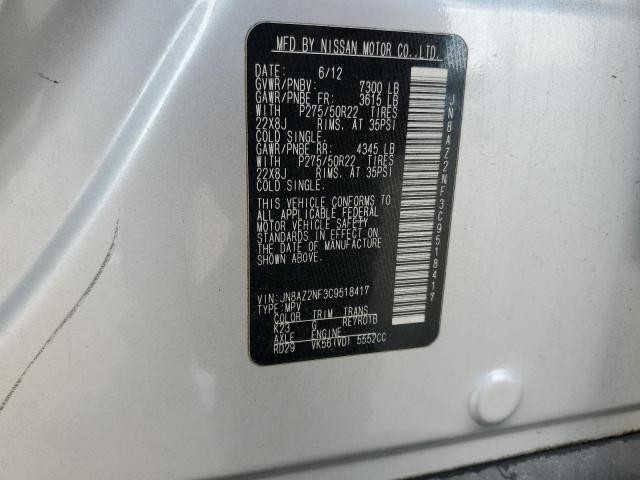 MFD BY NISSAN MOTOR CO.,LTD.
DATE: 6/12
GVWR/PNBV: 7300 LB
GAWR/PNBE FR: 3615 LB
WITH P275/50R22 TIRES
22X8J RIMS. AT 35PSI
COLD SINGLE.
GAWR/PNBE RR: 4345 LB
WITH P275/50R22 TIRES
22X8J RIMS. AT 35PSI
COLD SINGLE.
THIS VEHICLE CONFORMS TO
ALL APPLICABLE FEDERAL
MOTOR VEHICLE SAFETY
STANDARDS IN EFFECT ON
THE DATE OF MANUFACTURE
SHOWN ABOVE.
VIN: JN8AZ2NF3C9518417
TYPE: MPV
COLOR TRIM TRANS
K23 G RE7R01B
AXLE ENGINE
RD29 VK56(VD) 5552CC
JN8AZ2NF3C9518417